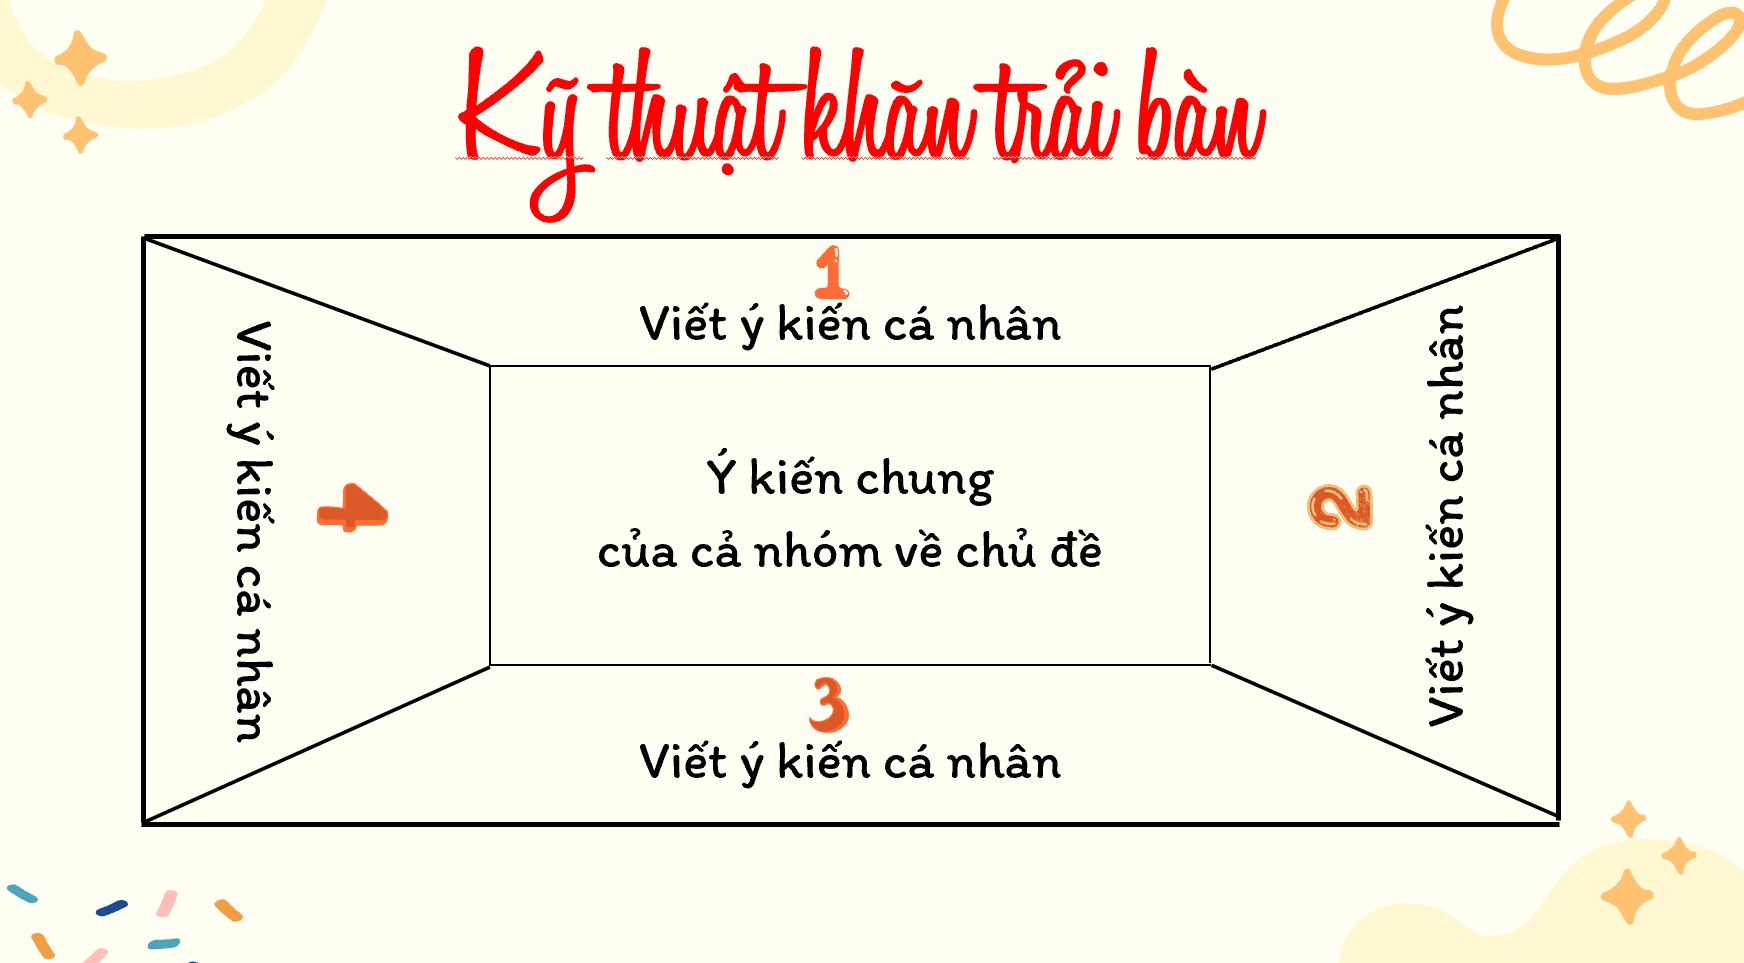 Kỹ thuật khăn trải bàn
1
Viết ý kiến cá nhân
Viết ý kiến cá nhân
4
Ý kiến chung
của cả nhóm về chủ đề
2
Viết ý kiến cá nhân
3
Viết ý kiến cá nhân